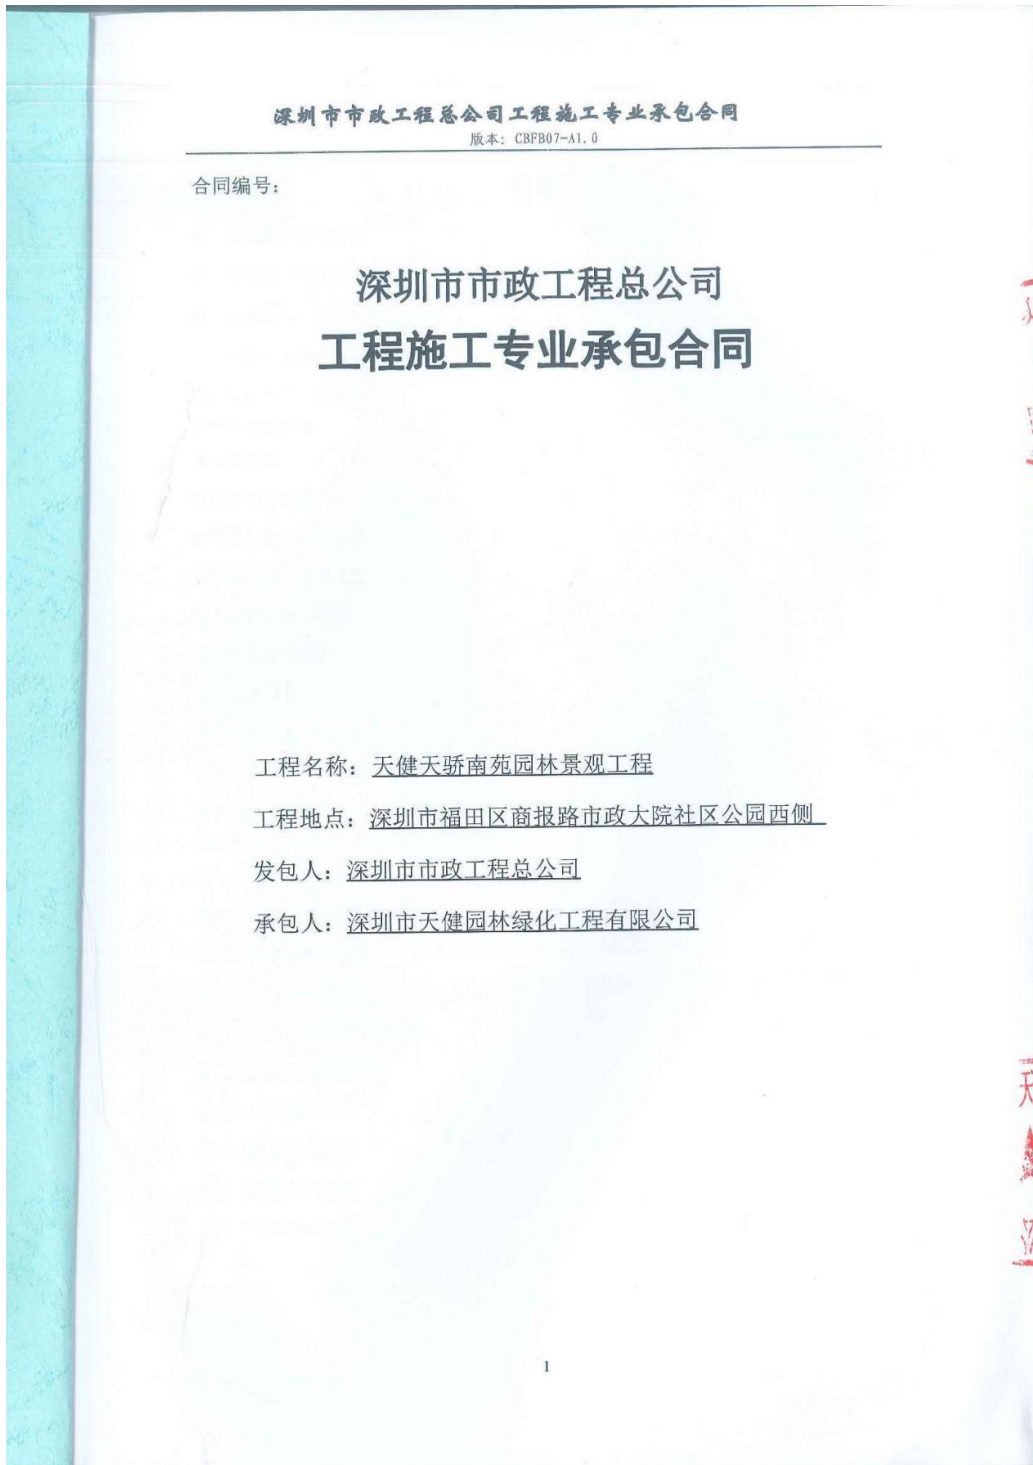 深圳市市政工程总公司工程施工专业承包合同
版本：CBFB07-A1.0
合同编号：
深圳市市政工程总公司
工程施工专业承包合同
工程名称：天健天骄南苑园林景观工程
工程地点：深圳市福田区商报路市政大院社区公园西侧
发包人：深圳市市政工程总公司
承包人：深圳市天健园林绿化工程有限公司
1